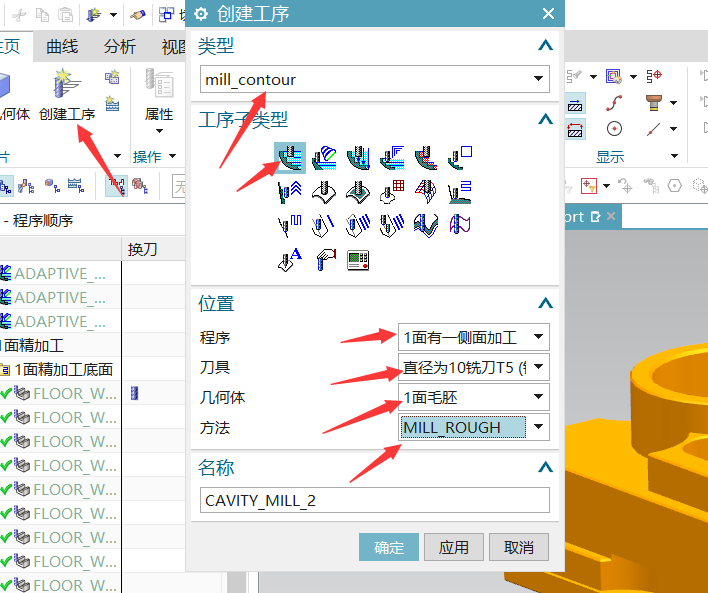 创建工序
主页 曲线 分析 视图
类型
mill_contour
几何体 创建工序 属性
工序子类型
操作
显示
- 程序顺序
换刀
ADAPTIVE_...
ADAPTIVE_...
ADAPTIVE_...
1面精加工
1面精加工底面
FLOOR_W...
FLOOR_W...
FLOOR_W...
FLOOR_W...
FLOOR_W...
FLOOR_W...
FLOOR_W...
FLOOR_W...
FLOOR_W...
位置
程序 1面有一侧面加工
刀具 直径为10铣刀T5 (铣
几何体 1面毛胚
方法 MILL_ROUGH
名称
CAVITY_MILL_2
确定 应用 取消
ort